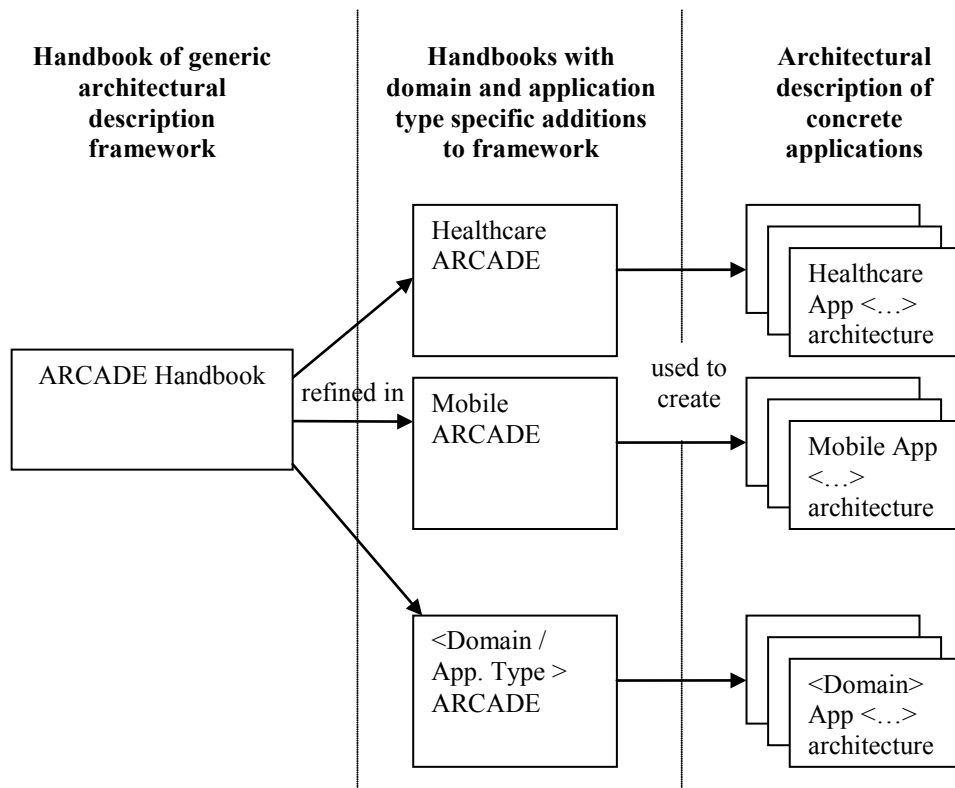 Handbook of generic
architectural
description
framework
Handbooks with
domain and application
type specific additions
to framework
Architectural
description of
concrete
applications
ARCADE Handbook
refined in
Healthcare
ARCADE
Mobile
ARCADE
<Domain /
App. Type >
ARCADE
used to
create
Healthcare
App <…>
architecture
Mobile App
<…>
architecture
<Domain>
App <…>
architecture